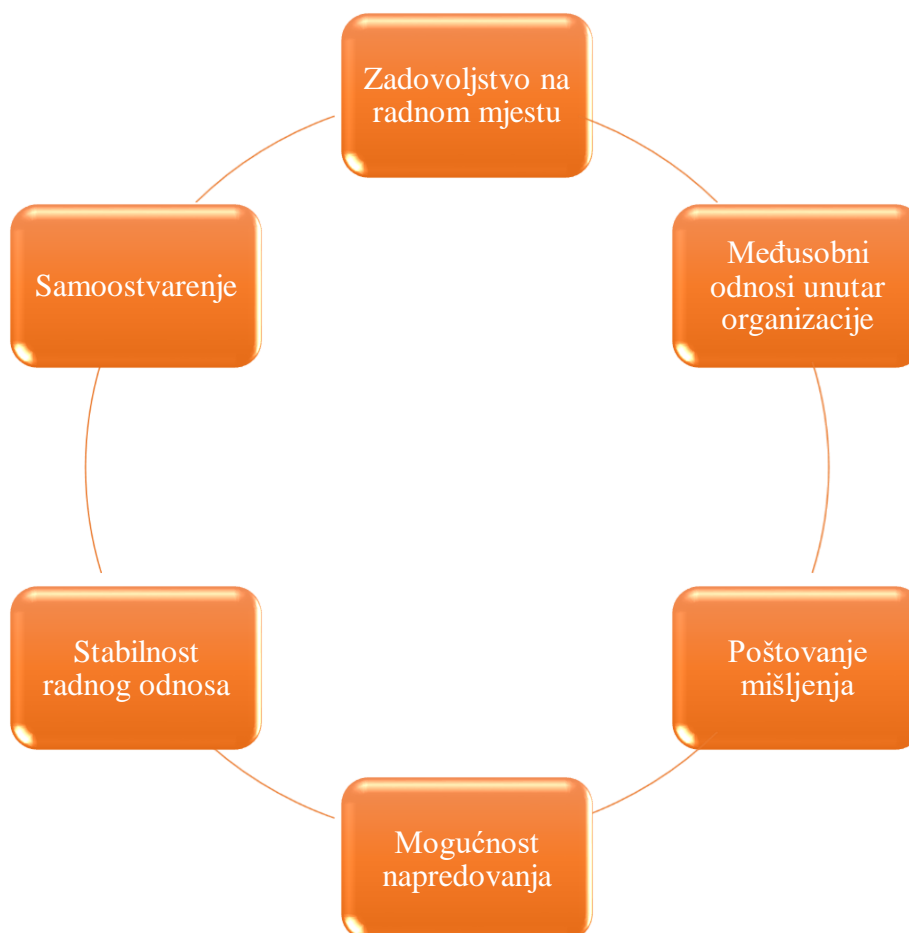 Zadovoljstvo na
radnom mjestu
Međusobni
odnosi unutar
organizacije
Poštovanje
mišljenja
Mogućnost
napredovanja
Stabilnost
radnog odnosa
Samoostvarenje